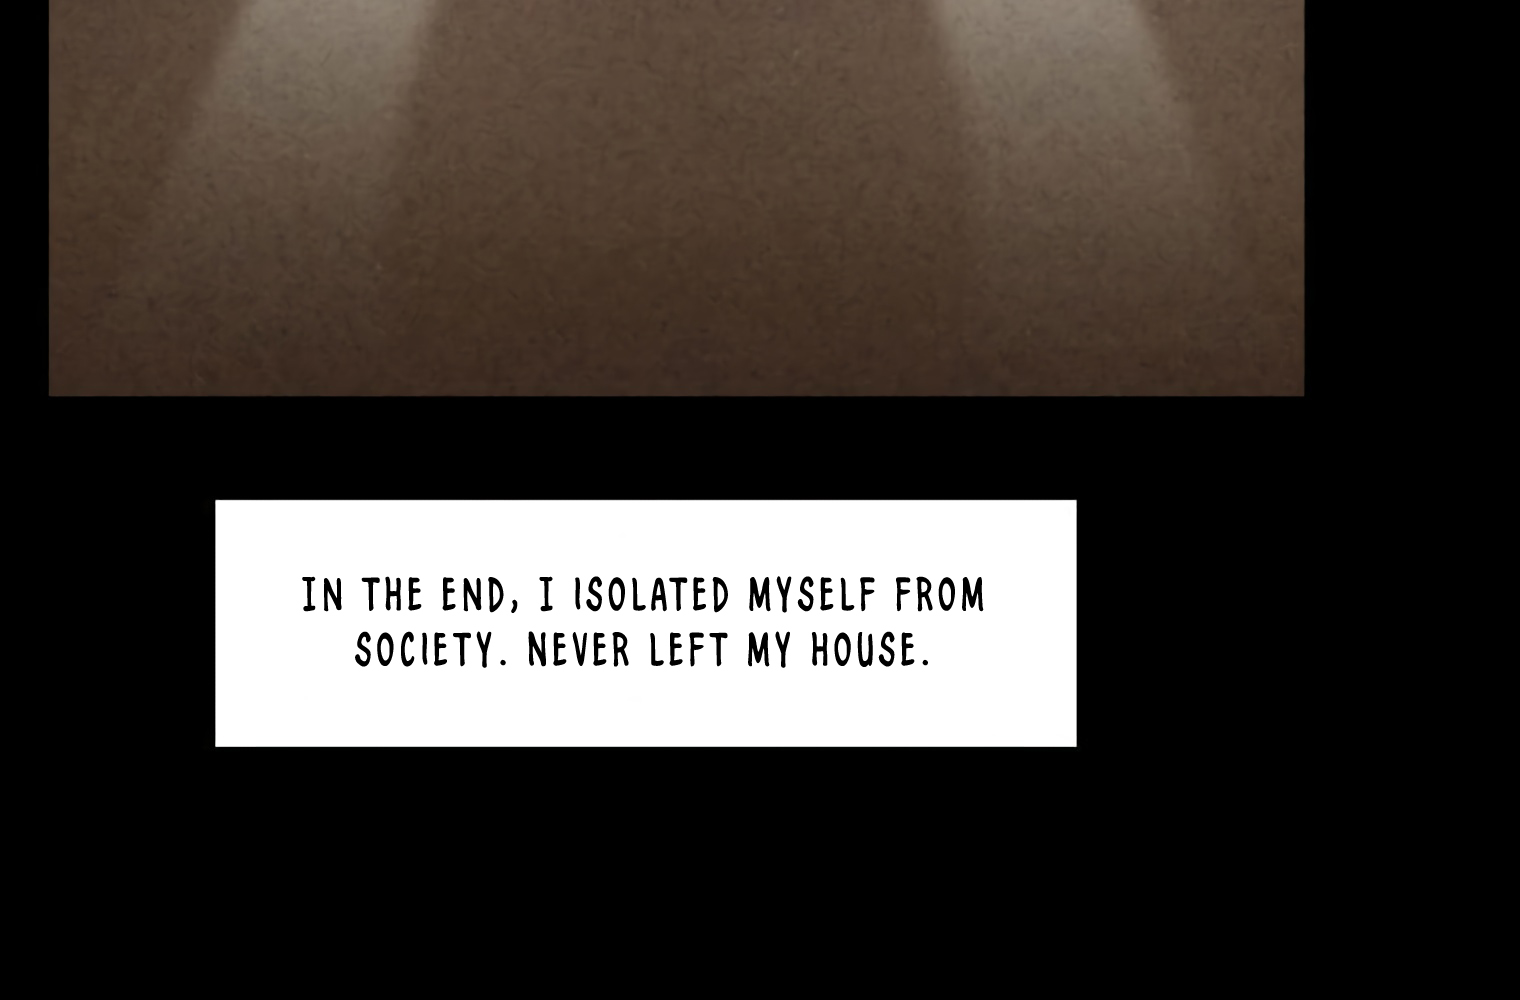 IN THE END, I ISOLATED MYSELF FROM
SOCIETY. NEVER LEFT MY HOUSE.